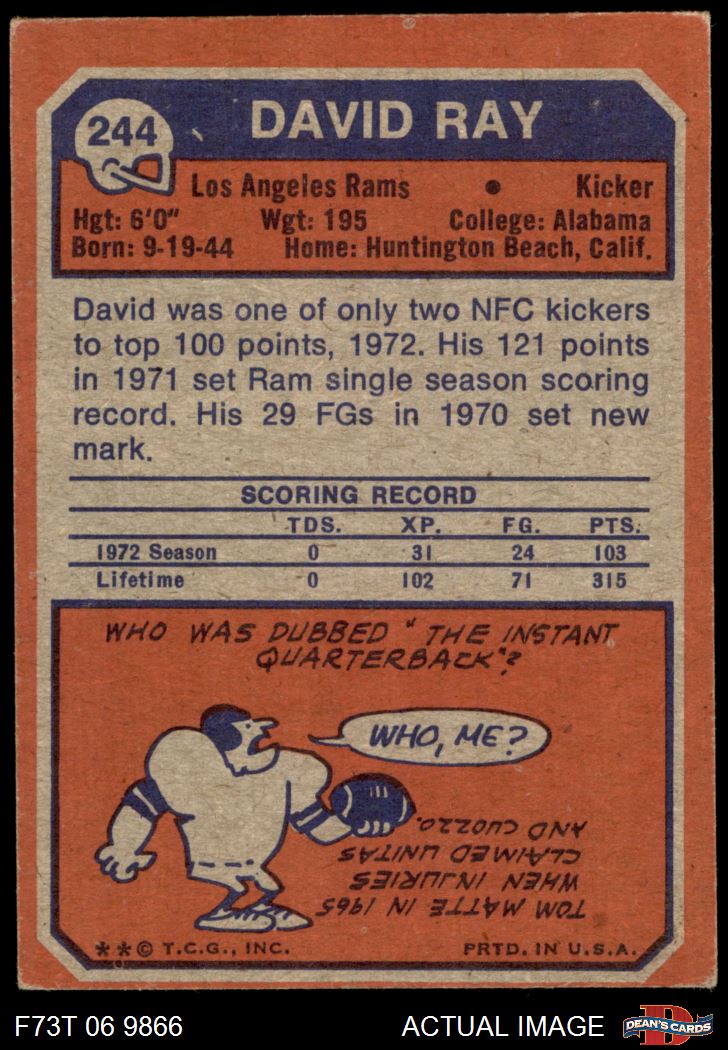 244
DAVID RAY
Los Angeles Rams • Kicker
Hgt: 6'0" Wgt: 195 College: Alabama
Born: 9-19-44 Home: Huntington Beach, Calif.
David was one of only two NFC kickers
to top 100 points, 1972. His 121 points
in 1971 set Ram single season scoring
record. His 29 FGs in 1970 set new
mark.
SCORING RECORD
TDS. XP. FG. PTS.
1972 Season 0 31 24 103
Lifetime 0 102 71 315
WHO WAS DUBBED "THE INSTANT
QUARTERBACK"?
WHO, ME?
TOM MATTE IN 1965
WHEN INJURIES
CLAIMED UNITAS
AND CUOZZO.
**© T.C.G., INC. PRTD. IN U.S.A.
F73T 06 9866 ACTUAL IMAGE
D
DEAN'S CARDS